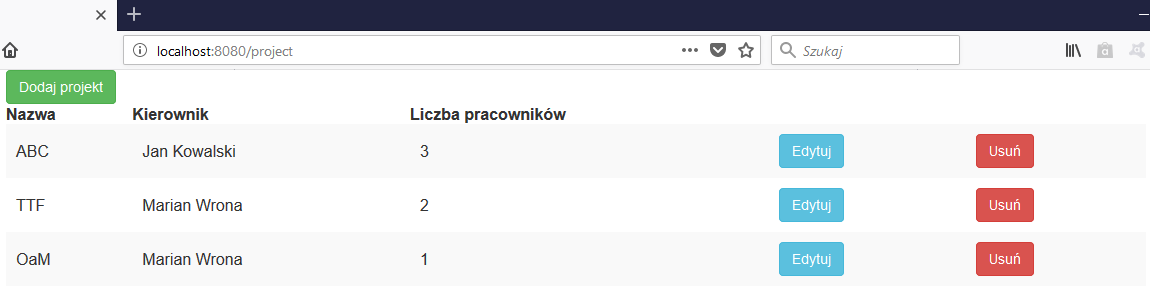 localhost:8080/project
Szukaj
Dodaj projekt
Nazwa Kierownik Liczba pracowników
ABC Jan Kowalski 3 Edytuj Usuń
TTF Marian Wrona 2 Edytuj Usuń
OaM Marian Wrona 1 Edytuj Usuń